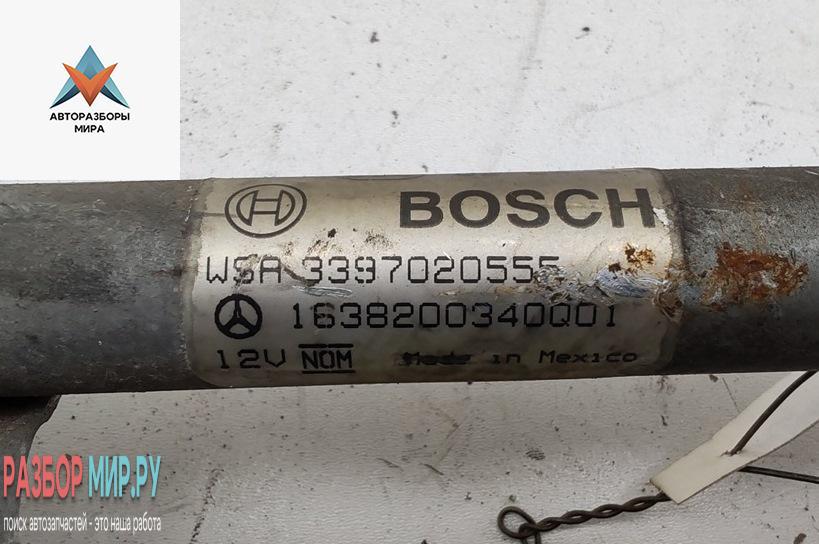 АВТОРАЗБОРЫ
МИРА
BOSCH
WSA 3397020555
1638200340Q01
12V NOM Made in Mexico
РАЗБОР МИР.РУ
поиск автозапчастей - это наша работа